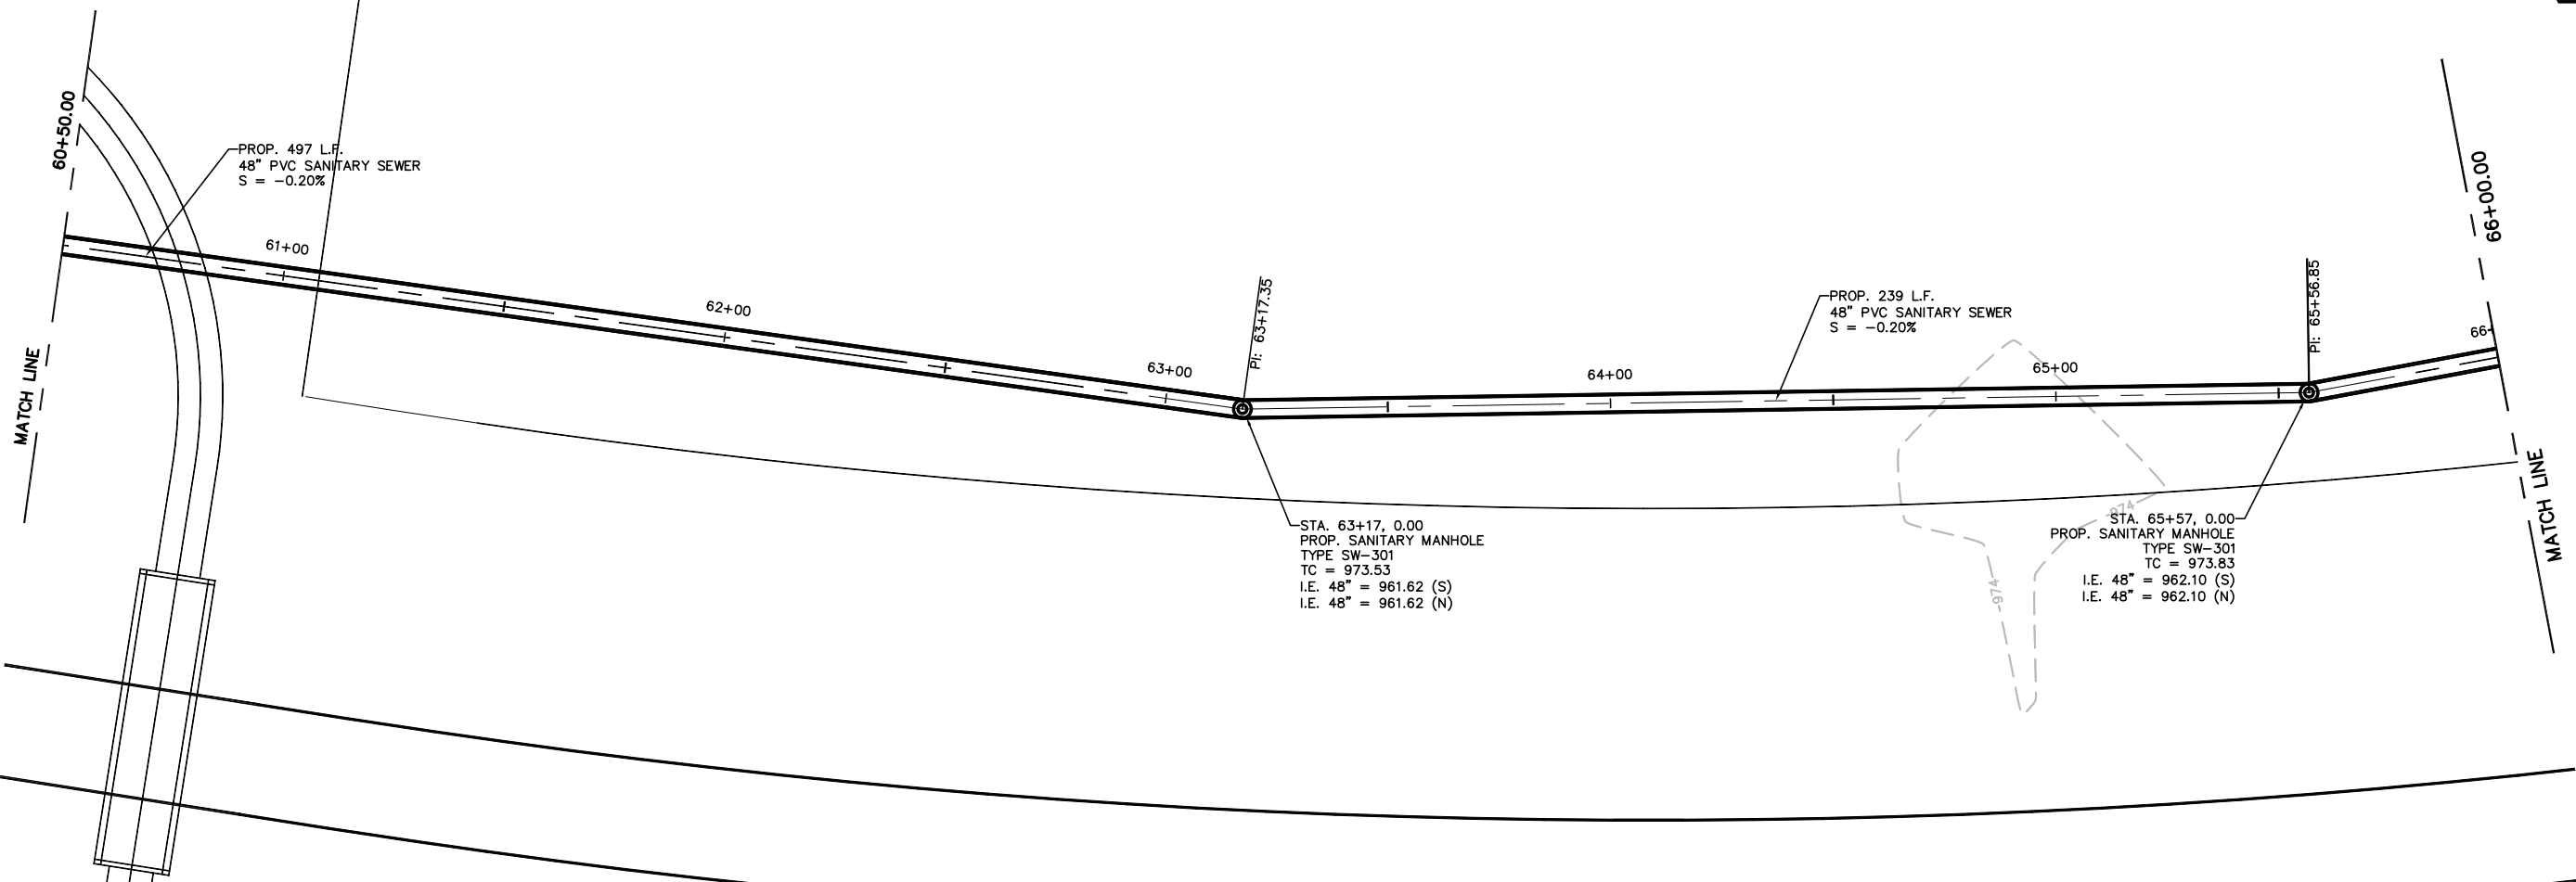 60+50.00
MATCH LINE
PROP. 497 L.F.
48" PVC SANITARY SEWER
S = -0.20%
61+00
62+00
63+00
PI: 63+17.35
STA. 63+17, 0.00
PROP. SANITARY MANHOLE
TYPE SW-301
TC = 973.53
I.E. 48" = 961.62 (S)
I.E. 48" = 961.62 (N)
64+00
PROP. 239 L.F.
48" PVC SANITARY SEWER
S = -0.20%
65+00
974
974
PI: 65+56.85
STA. 65+57, 0.00
PROP. SANITARY MANHOLE
TYPE SW-301
TC = 973.83
I.E. 48" = 962.10 (S)
I.E. 48" = 962.10 (N)
66
66+00.00
MATCH LINE